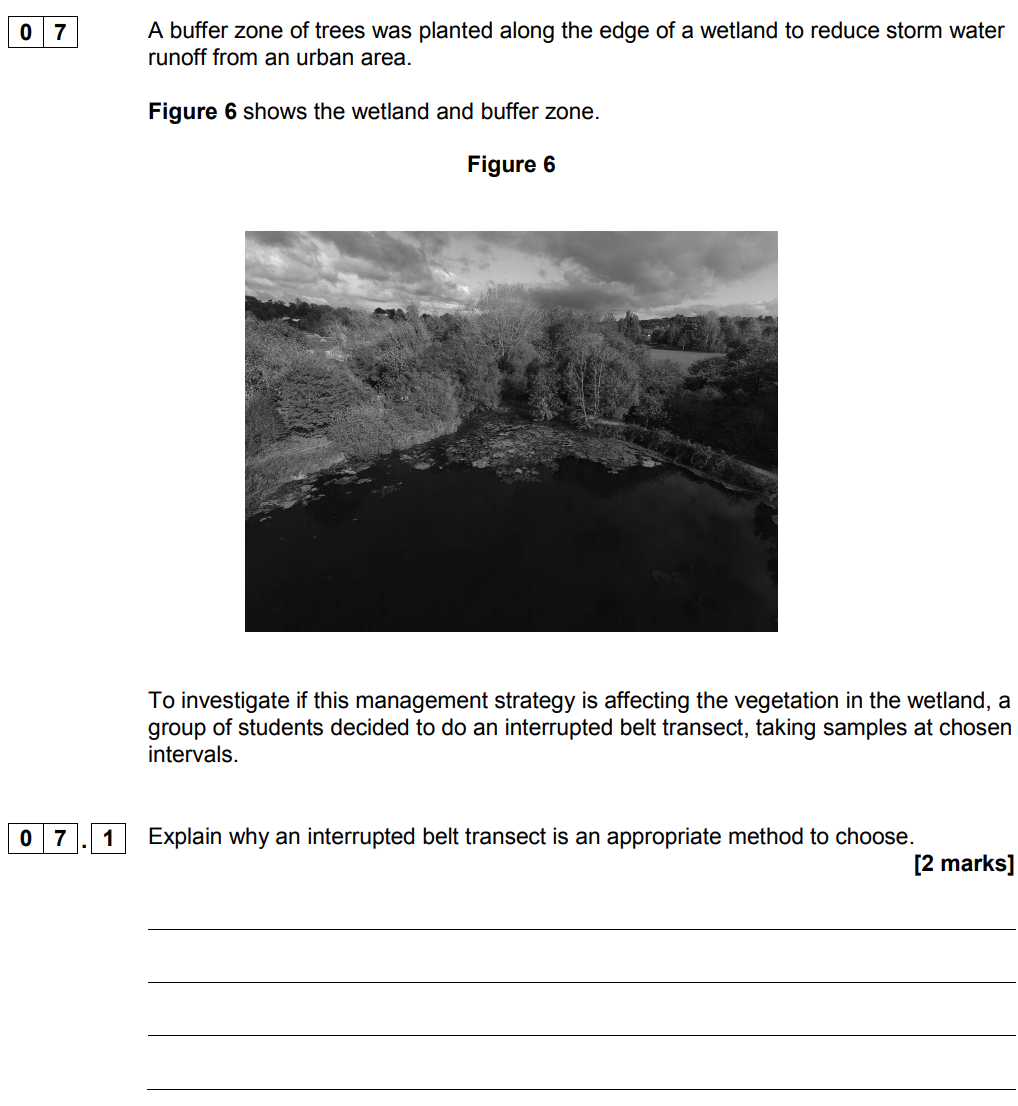 0 7
A buffer zone of trees was planted along the edge of a wetland to reduce storm water
runoff from an urban area.
Figure 6 shows the wetland and buffer zone.
Figure 6
To investigate if this management strategy is affecting the vegetation in the wetland, a
group of students decided to do an interrupted belt transect, taking samples at chosen
intervals.
0 7 . 1 Explain why an interrupted belt transect is an appropriate method to choose.
[2 marks]